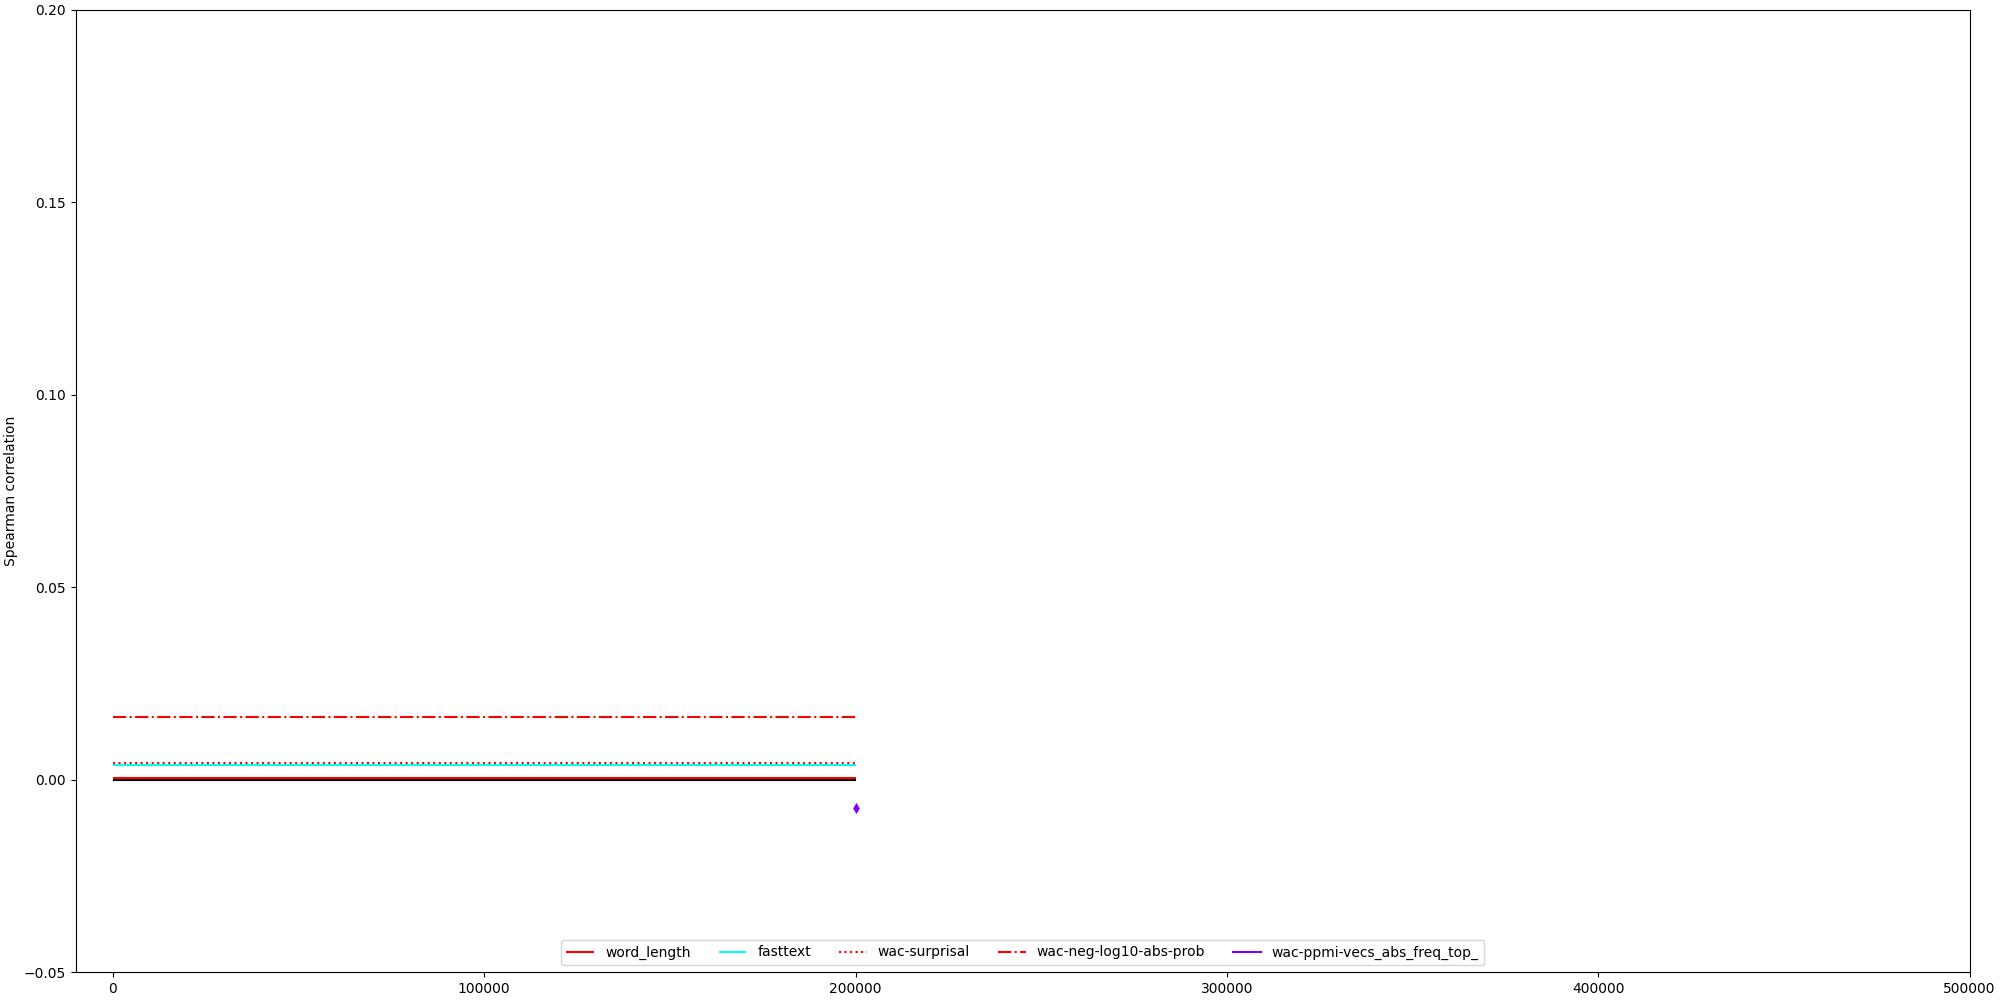 0.20
0.15
0.10
0.05
0.00
−0.05
Spearman correlation
word_length fasttext wac-surprisal wac-neg-log10-abs-prob wac-ppmi-vecs_abs_freq_top_
0 100000 200000 300000 400000 500000